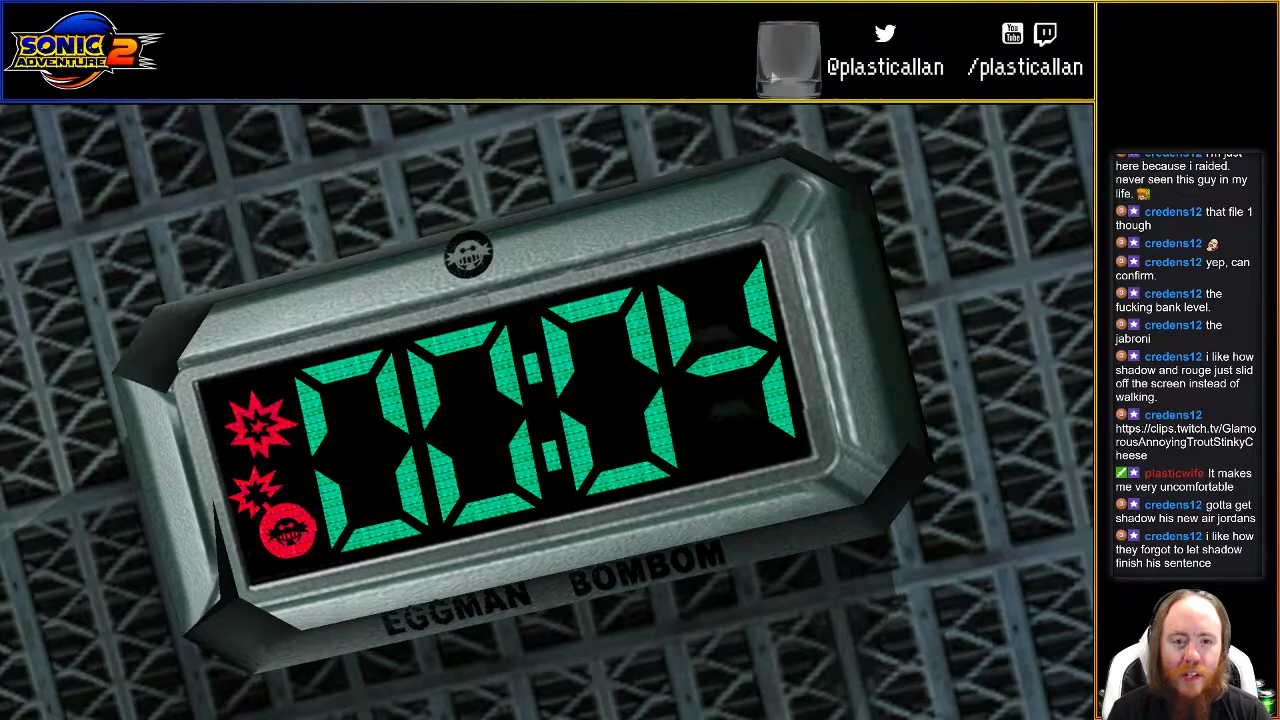 SONIC
ADVENTURE 2
You
Tube
@plasticallan
/plasticallan
00:04
EGGMAN BOMBOM
here because i raided.
never seen this guy in my
life.
credens12 that file 1
though
credens12
credens12 yep, can
confirm.
credens12 the
fucking bank level.
credens12 the
jabroni
credens12 i like how
shadow and rouge just slid
off the screen instead of
walking.
credens12
https://clips.twitch.tv/Glamo
rousAnnoyingTroutStinkyC
heese
plasticwife It makes
me very uncomfortable
credens12 gotta get
shadow his new air jordans
credens12 i like how
they forgot to let shadow
finish his sentence